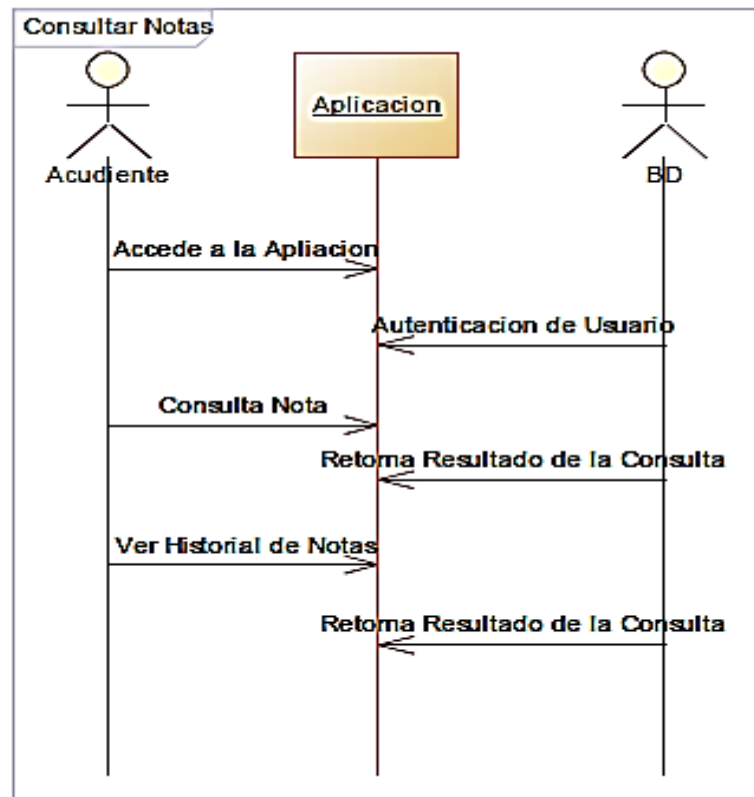 Consultar Notas
Aplicacion
Acudiente
BD
Accede a la Apliacion
Autenticacion de Usuario
Consulta Nota
Retorna Resultado de la Consulta
Ver Historial de Notas
Retorna Resultado de la Consulta